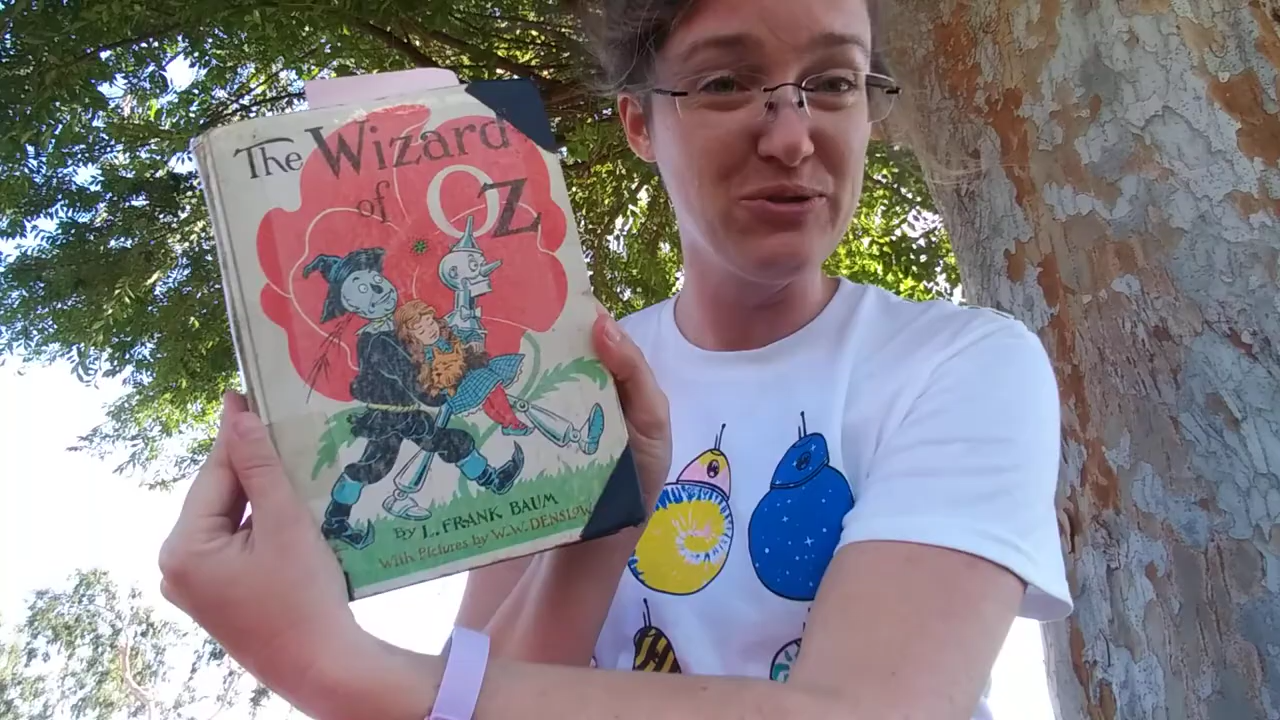 The Wizard
of OZ
By L. FRANK BAUM
With Pictures by W.W. DENSLOW